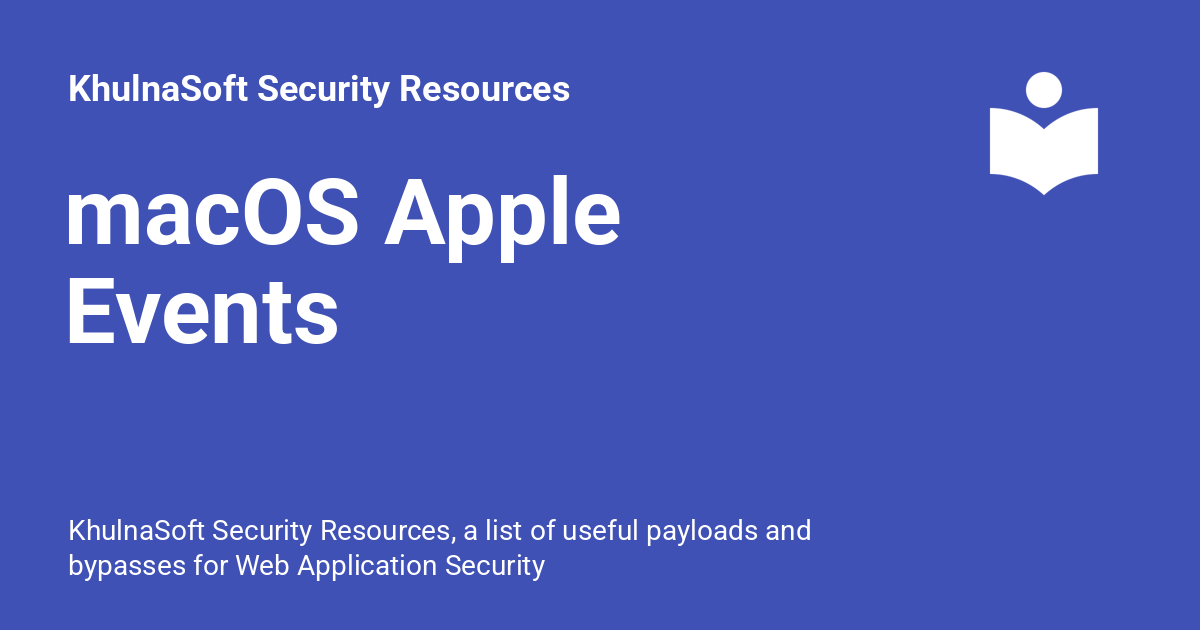 KhulnaSoft Security Resources
macOS Apple
Events
KhulnaSoft Security Resources, a list of useful payloads and
bypasses for Web Application Security